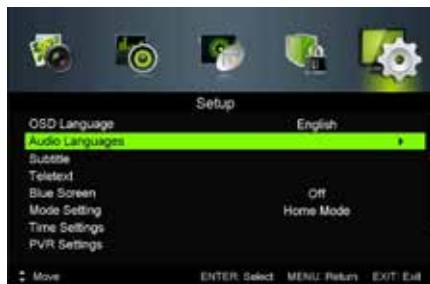 Setup
OSD Language English
Audio Languages
Subtitle
Teletext
Blue Screen Off
Mode Setting Home Mode
Time Settings
PVR Settings
Move ENTER: Select MENU: Return EXIT: Exit